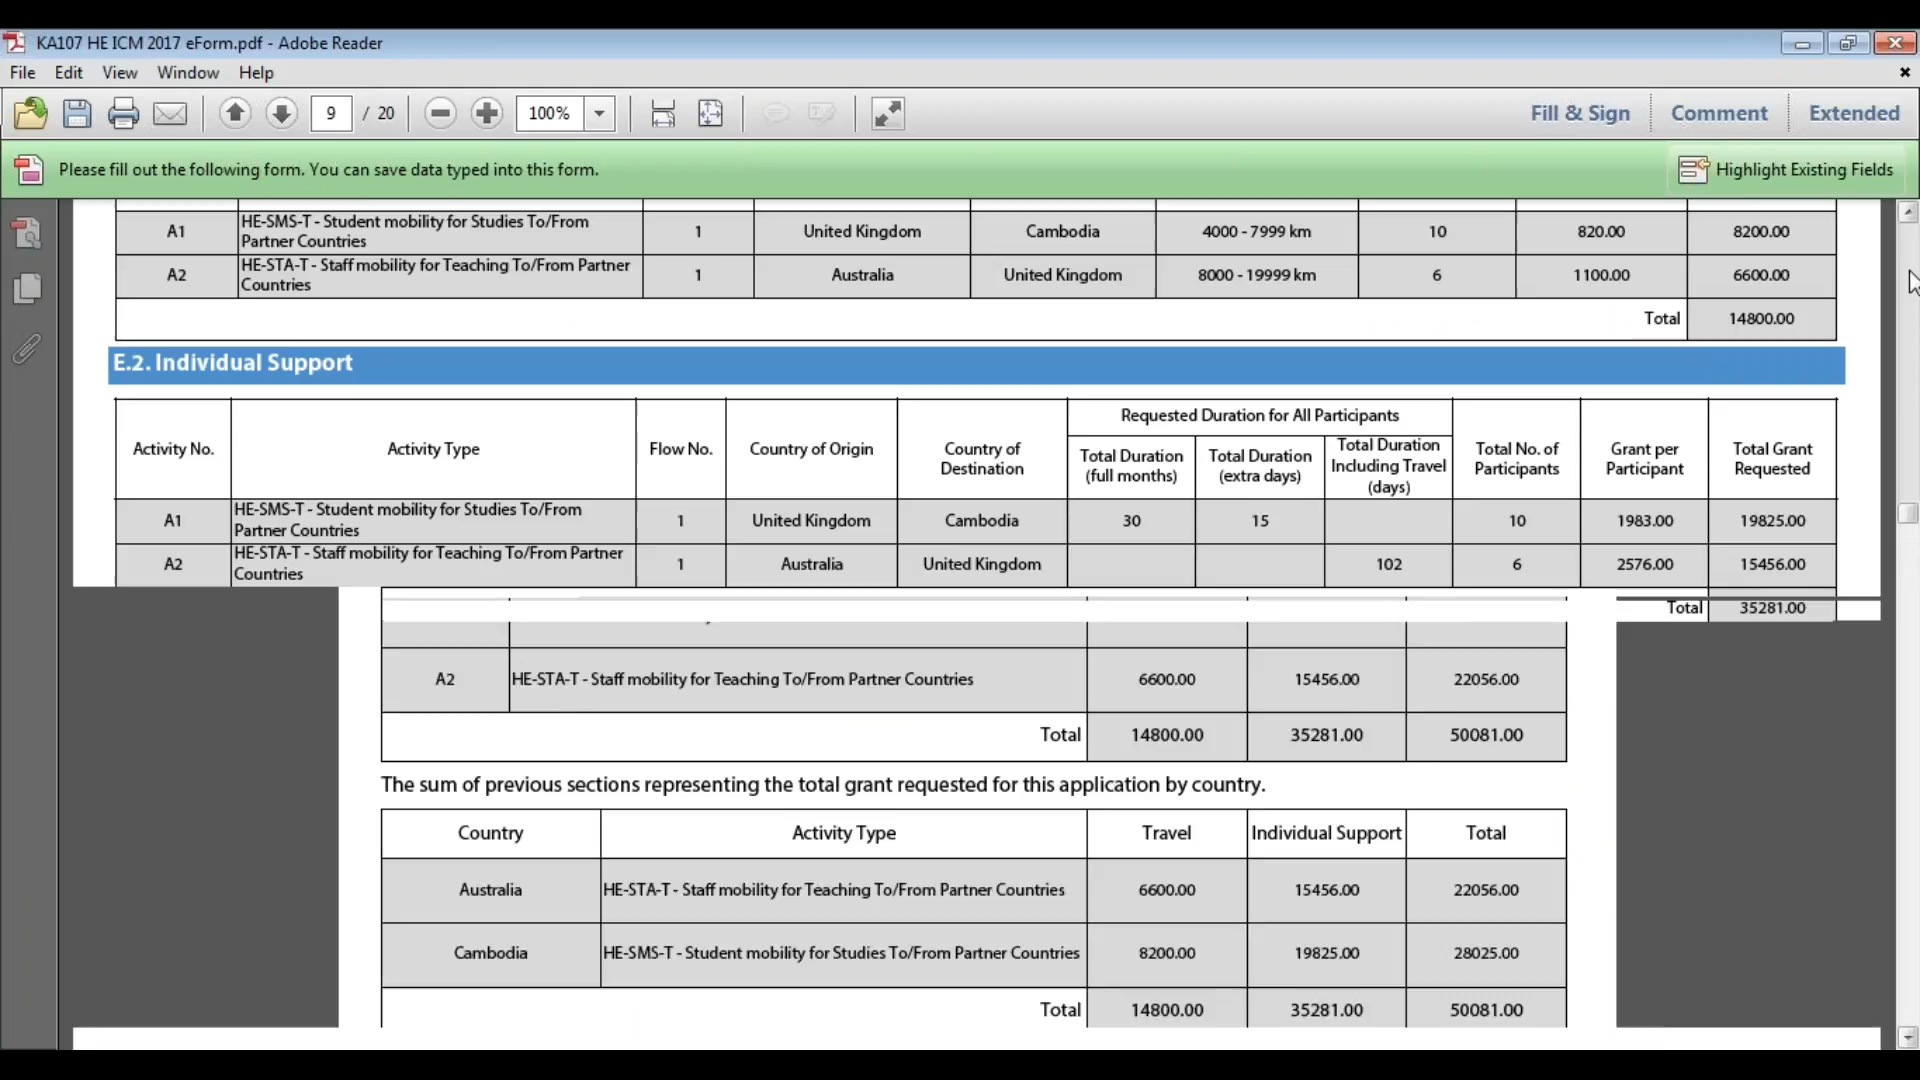 KA107 HE ICM 2017 eForm.pdf - Adobe Reader
File Edit View Window Help
9 / 20 100% Fill & Sign Comment Extended
Please fill out the following form. You can save data typed into this form. Highlight Existing Fields
A1 HE-SMS-T - Student mobility for Studies To/From Partner Countries 1 United Kingdom Cambodia 4000 - 7999 km 10 820.00 8200.00
A2 HE-STA-T - Staff mobility for Teaching To/From Partner Countries 1 Australia United Kingdom 8000 - 19999 km 6 1100.00 6600.00
Total 14800.00
E.2. Individual Support
Requested Duration for All Participants
Activity No. Activity Type Flow No. Country of Origin Country of Destination Total Duration (full months) Total Duration (extra days) Total Duration Including Travel (days) Total No. of Participants Grant per Participant Total Grant Requested
A1 HE-SMS-T - Student mobility for Studies To/From Partner Countries 1 United Kingdom Cambodia 30 15 10 1983.00 19825.00
A2 HE-STA-T - Staff mobility for Teaching To/From Partner Countries 1 Australia United Kingdom 102 6 2576.00 15456.00
Total 35281.00
A2 HE-STA-T - Staff mobility for Teaching To/From Partner Countries 6600.00 15456.00 22056.00
Total 14800.00 35281.00 50081.00
The sum of previous sections representing the total grant requested for this application by country.
Country Activity Type Travel Individual Support Total
Australia HE-STA-T - Staff mobility for Teaching To/From Partner Countries 6600.00 15456.00 22056.00
Cambodia HE-SMS-T - Student mobility for Studies To/From Partner Countries 8200.00 19825.00 28025.00
Total 14800.00 35281.00 50081.00